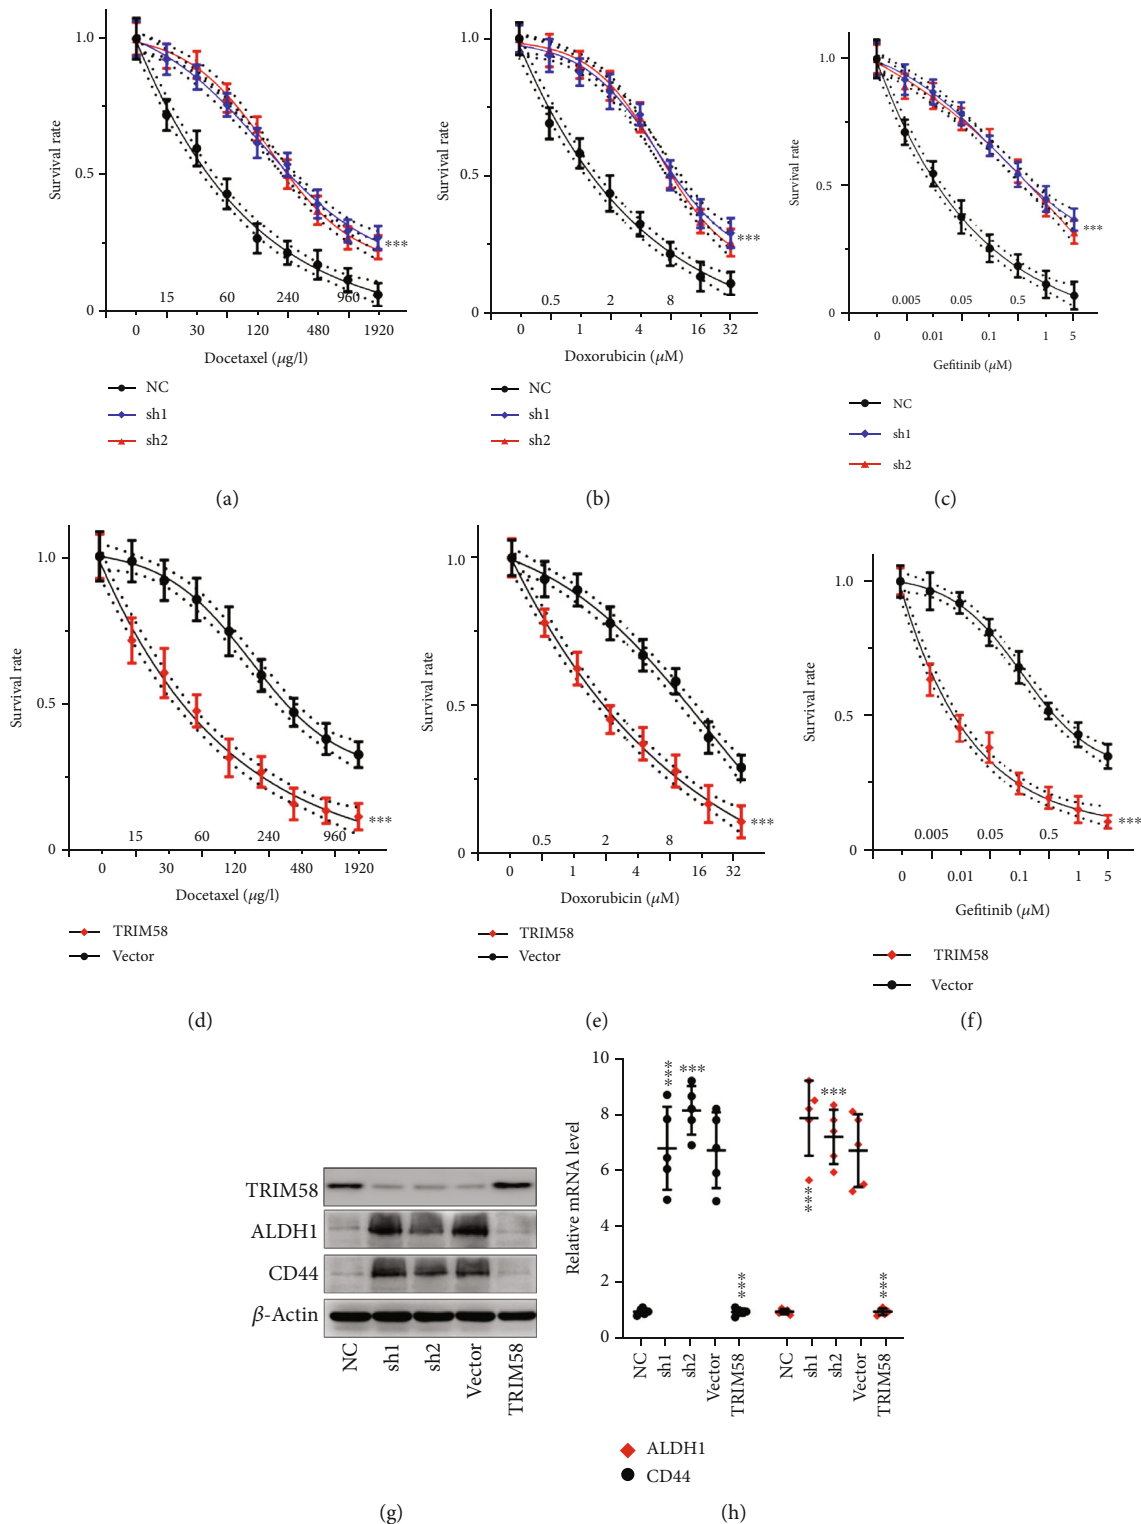 1.0
0.5
0
Survival rate
15 60 240 960
0 30 120 480 1920
***
Docetaxel (μg/l)
NC
sh1
sh2
(a)
1.0
0.5
0
Survival rate
0.5 2 8
0 1 4 16 32
***
Doxorubicin (μM)
NC
sh1
sh2
(b)
1.0
0.5
0
Survival rate
0.005 0.05 0.5
0 0.01 0.1 1 5
***
Gefitinib (μM)
NC
sh1
sh2
(c)
1.0
0.5
0
Survival rate
15 60 240 960
0 30 120 480 1920
***
Docetaxel (μg/l)
TRIM58
Vector
(d)
1.0
0.5
0
Survival rate
0.5 2 8
0 1 4 16 32
***
Doxorubicin (μM)
TRIM58
Vector
(e)
1.0
0.5
0
Survival rate
0.005 0.05 0.5
0 0.01 0.1 1 5
***
Gefitinib (μM)
TRIM58
Vector
(f)
TRIM58
ALDH1
CD44
β-Actin
NC sh1 sh2 Vector TRIM58
(g)
10
8
6
4
2
0
Relative mRNA level
*** *** ***
*** *** ***
NC sh1 sh2 Vector TRIM58 NC sh1 sh2 Vector TRIM58
ALDH1
CD44
(h)